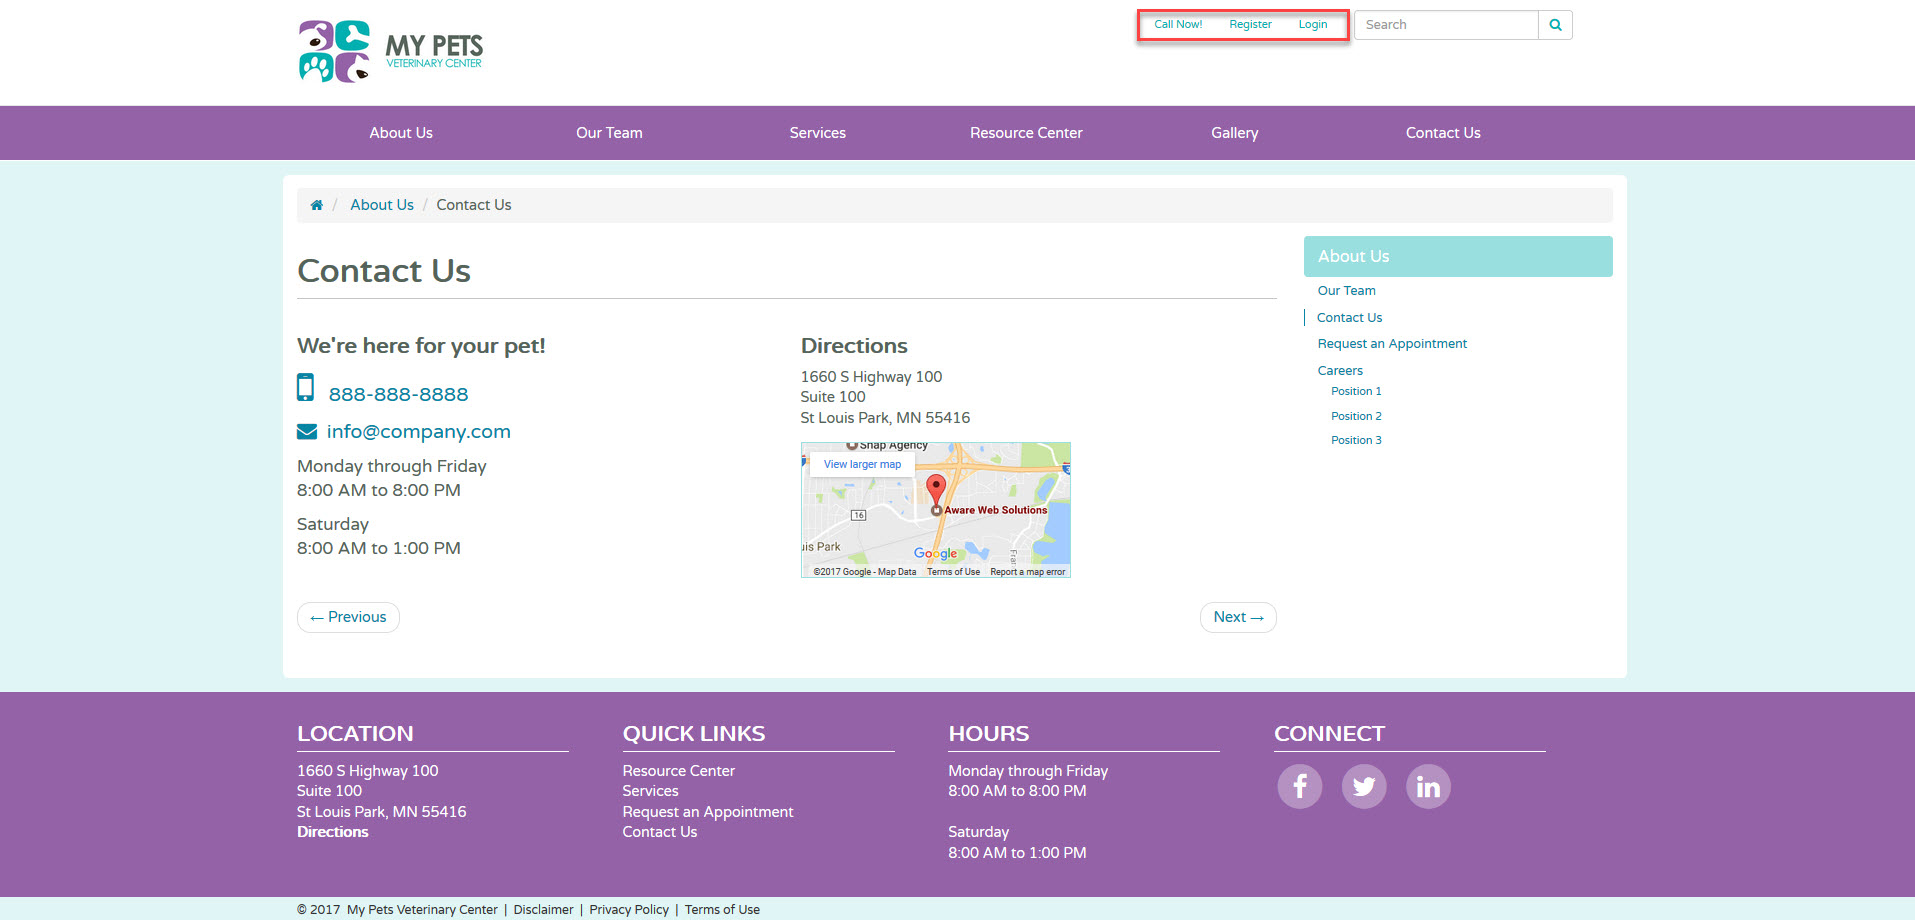 Call Now! Register Login Search
MY PETS
VETERINARY CENTER
About Us Our Team Services Resource Center Gallery Contact Us
/ About Us / Contact Us
Contact Us
We're here for your pet!
888-888-8888
info@company.com
Monday through Friday
8:00 AM to 8:00 PM
Saturday
8:00 AM to 1:00 PM
Directions
1660 S Highway 100
Suite 100
St Louis Park, MN 55416
Snap Agency
View larger map
16
Aware Web Solutions
uis Park
Google
Fran
©2017 Google - Map Data Terms of Use Report a map error
← Previous
Next →
About Us
Our Team
Contact Us
Request an Appointment
Careers
Position 1
Position 2
Position 3
LOCATION
1660 S Highway 100
Suite 100
St Louis Park, MN 55416
Directions
QUICK LINKS
Resource Center
Services
Request an Appointment
Contact Us
HOURS
Monday through Friday
8:00 AM to 8:00 PM
Saturday
8:00 AM to 1:00 PM
CONNECT
f in
© 2017 My Pets Veterinary Center | Disclaimer | Privacy Policy | Terms of Use